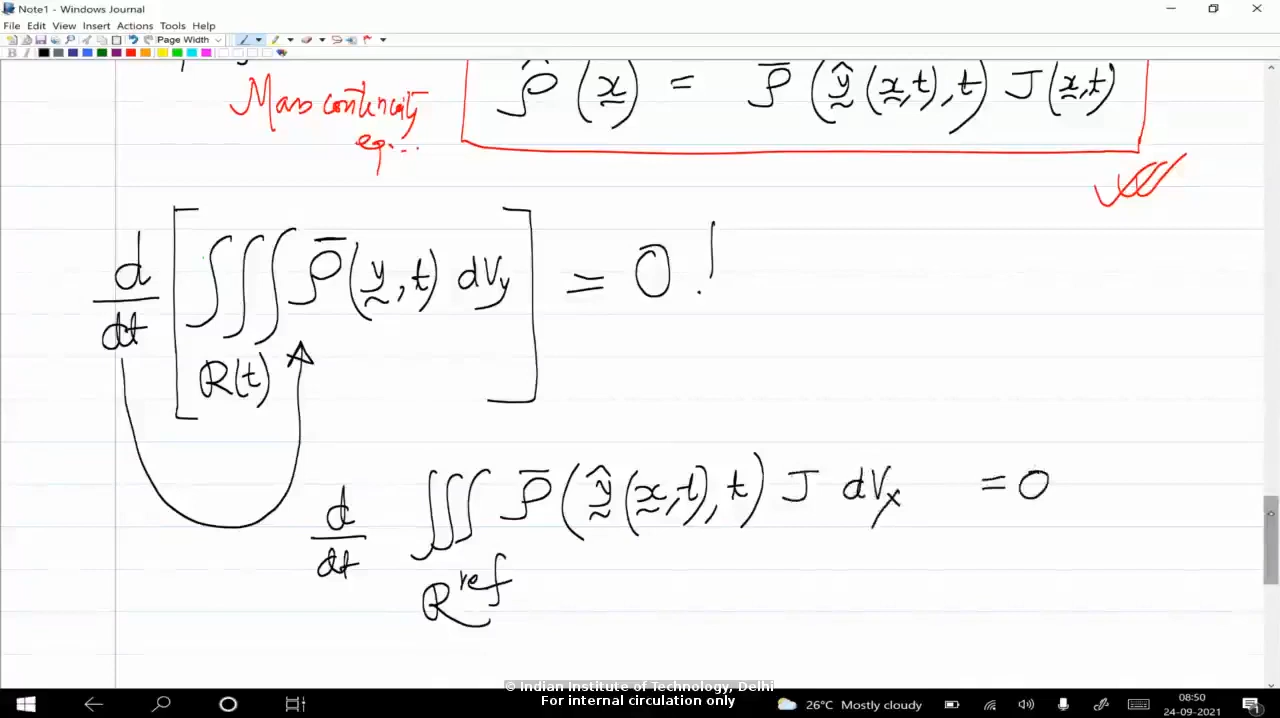 Note1 - Windows Journal
File Edit View Insert Actions Tools Help
Page Width
B I
Mass continuity eq...
ρ̂ (x̰) = ρ̄ (ŷ̰ (x̰,t), t) J(x̰,t)
d/dt [ ∭_{R(t)} ρ̄ (y̰, t) dV_y ] = 0 !
d/dt ∭_{R^{ref}} ρ̄ (ŷ̰ (x̰,t), t) J dV_x = 0
© Indian Institute of Technology, Delhi
For internal circulation only
26°C Mostly cloudy
08:50
24-09-2021